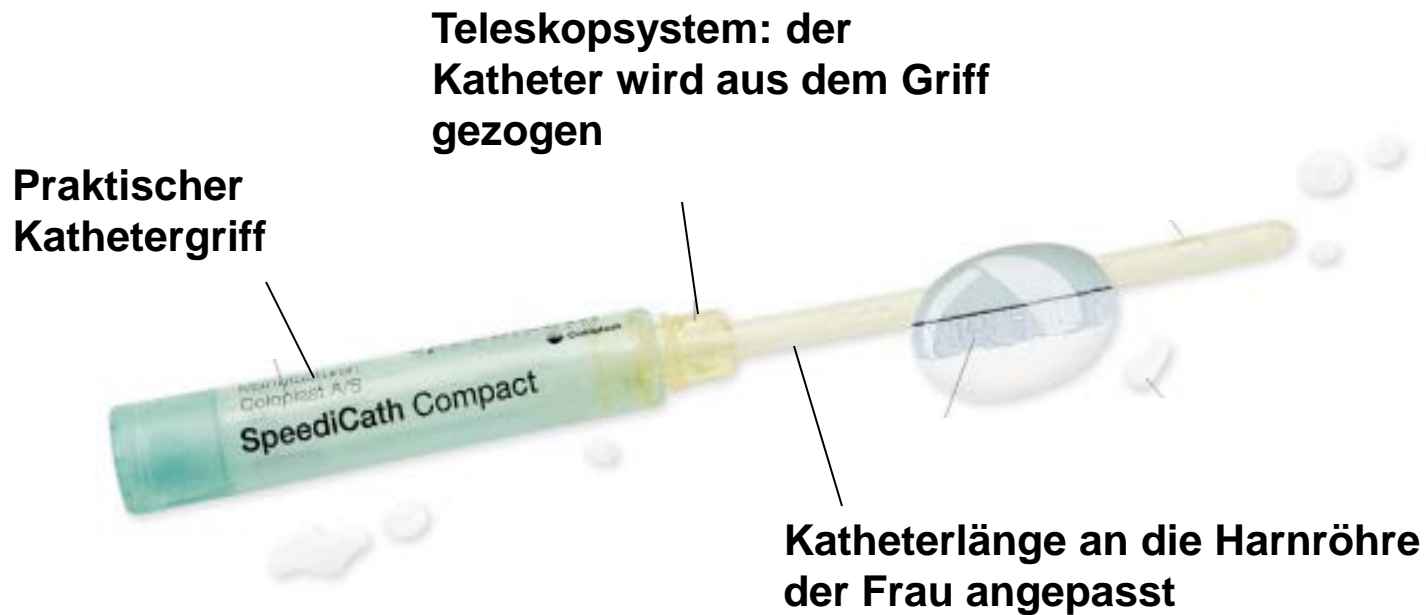 Teleskopsystem: der
Katheter wird aus dem Griff
gezogen
Praktischer
Kathetergriff
Coloplast
Coloplast A/S
SpeediCath Compact
Katheterlänge an die Harnröhre
der Frau angepasst